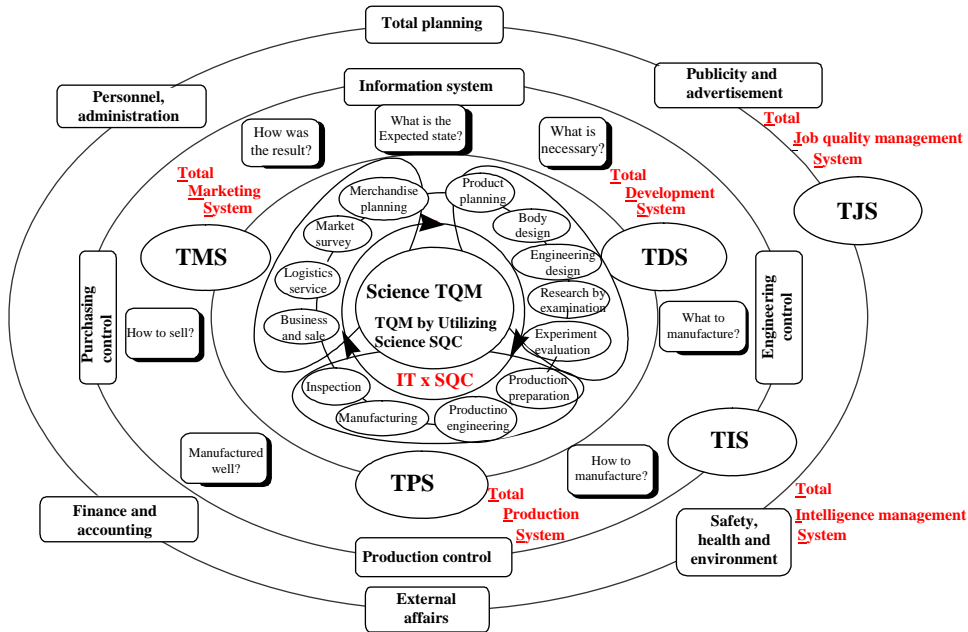 Total planning
Personnel,
administration
Information system
Publicity and
advertisement
How was
the result?
What is the
Expected state?
What is
necessary?
Total
Job quality management
System
Total
Marketing
System
Merchandise
planning
Product
planning
Total
Development
System
TJS
Market
survey
Body
design
TMS
Engineering
design
TDS
Logistics
service
Science TQM
Research by
examination
Purchasing
control
How to sell?
Business
and sale
TQM by Utilizing
Science SQC
Experiment
evaluation
What to
manufacture?
Engineering
control
IT x SQC
Inspection
Production
preparation
Manufacturing
Productino
engineering
TIS
Manufactured
well?
TPS
How to
manufacture?
Total
Production
System
Total
Intelligence management
System
Finance and
accounting
Safety,
health and
environment
Production control
External
affairs